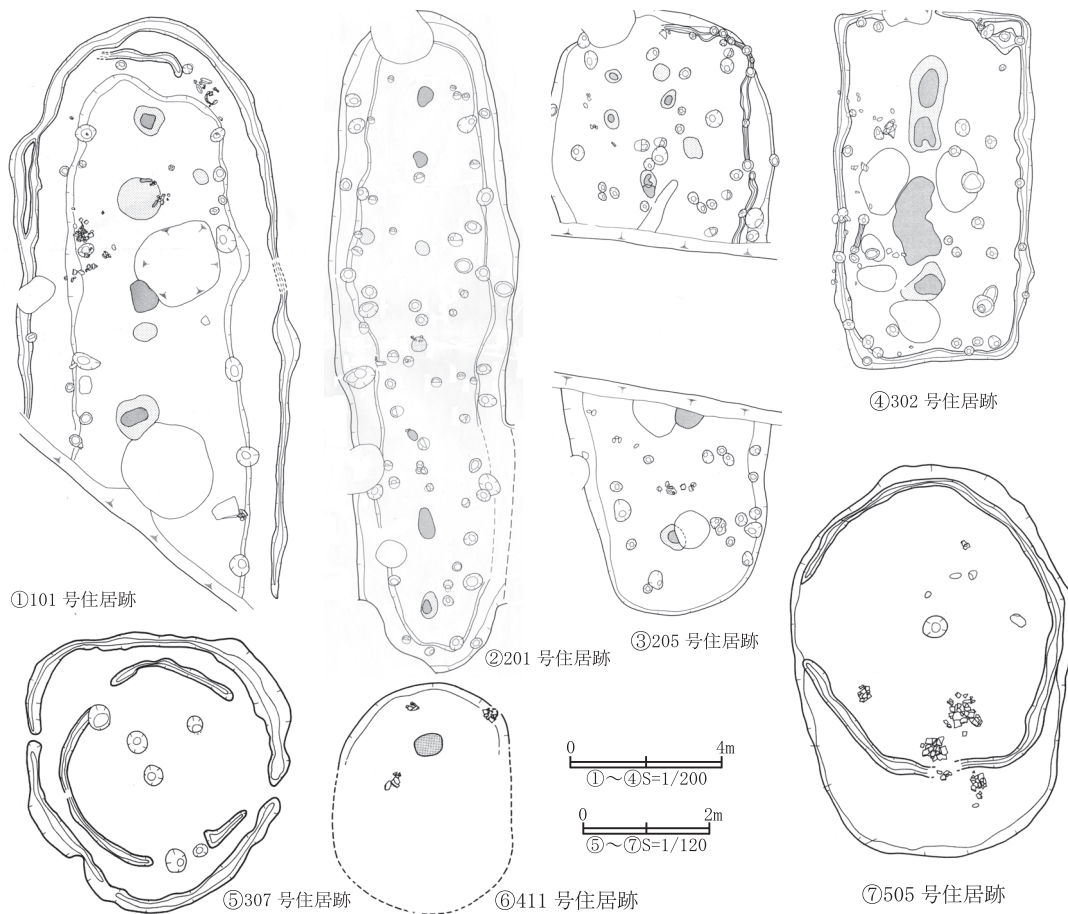 ④302 号住居跡
①101 号住居跡
③205 号住居跡
②201 号住居跡
0 4m
①～④S=1/200
0 2m
⑤～⑦S=1/120
⑤307 号住居跡
⑥411 号住居跡
⑦505 号住居跡